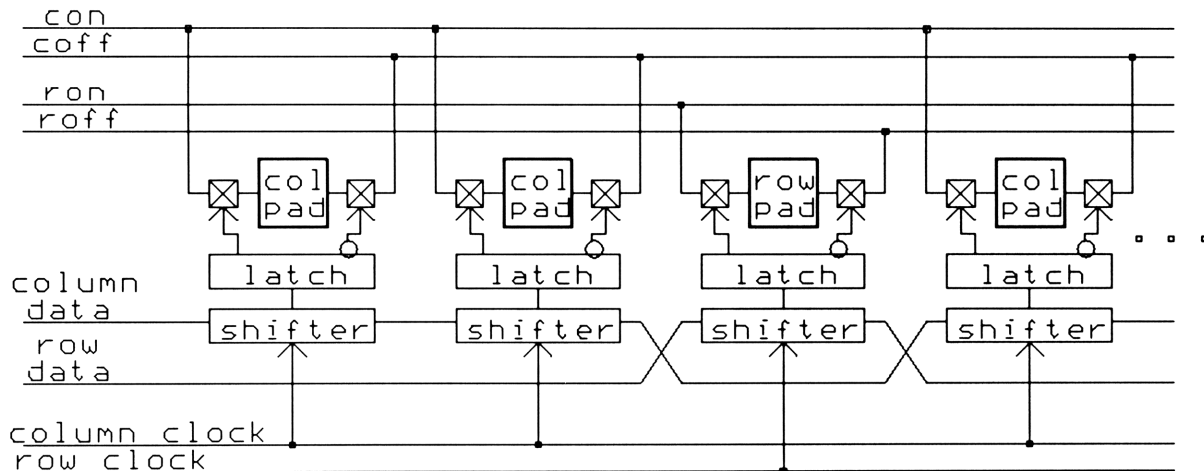 con
coff
ron
roff
col pad
col pad
row pad
col pad
latch
latch
latch
latch
column data
shifter
shifter
shifter
shifter
row data
column clock
row clock